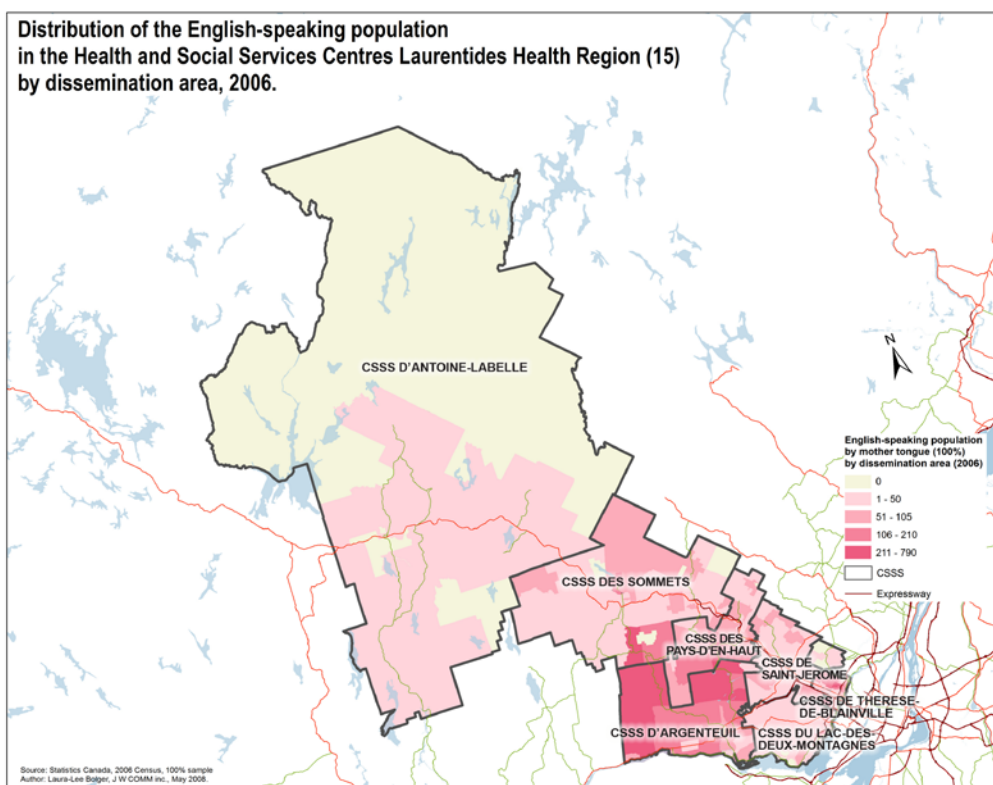 Distribution of the English-speaking population
in the Health and Social Services Centres Laurentides Health Region (15)
by dissemination area, 2006.
N
CSSS D'ANTOINE-LABELLE
English-speaking population
by mother tongue (100%)
by dissemination area (2006)
0
1 - 50
51 - 105
106 - 210
211 - 790
CSSS
Expressway
CSSS DES SOMMETS
CSSS DES
PAYS-D'EN-HAUT
CSSS DE
SAINT-JEROME
CSSS DE THERESE-
DE-BLAINVILLE
CSSS D'ARGENTEUIL
CSSS DU LAC-DES-
DEUX-MONTAGNES
Source: Statistics Canada, 2006 Census, 100% sample
Author: Laura-Lee Bolger, J W COMM inc., May 2008.